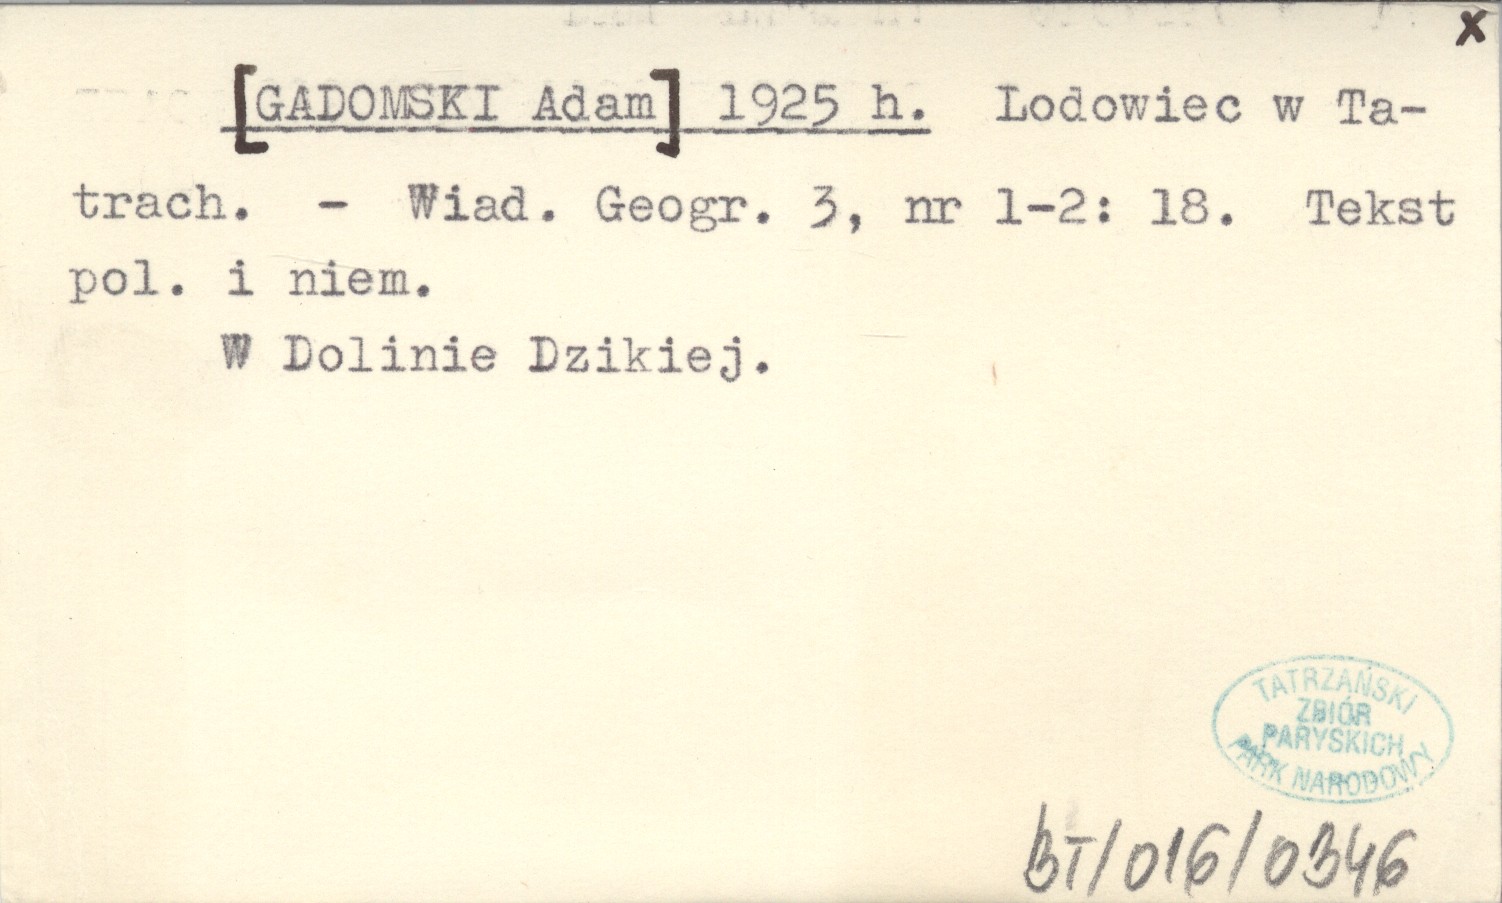 x
[GADOMSKI Adam] 1925 h. Lodowiec w Ta-
trach. - Wiad. Geogr. 3, nr 1-2: 18. Tekst
pol. i niem.
W Dolinie Dzikiej.
TATRZAŃSKI
ZBIÓR
PARYSKICH
PARK NARODOWY
BT/016/0346